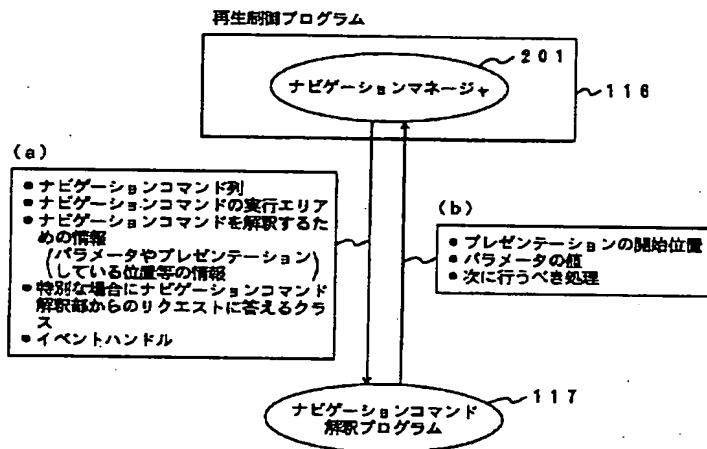 再生制御プログラム
201
ナビゲーションマネージャ
116
(a)
● ナビゲーションコマンド列
● ナビゲーションコマンドの実行エリア
● ナビゲーションコマンドを解釈するた
めの情報
(パラメータやプレゼンテーション
している位置等の情報)
● 特別な場合にナビゲーションコマンド
解釈部からのリクエストに答えるクラ
ス
● イベントハンドル
(b)
● プレゼンテーションの開始位置
● パラメータの値
● 次に行うべき処理
117
ナビゲーションコマンド
解釈プログラム